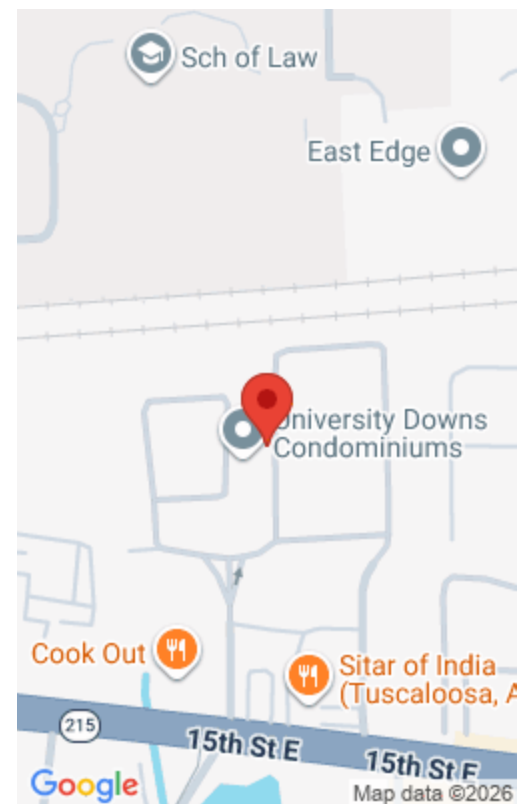 Sch of Law
East Edge
University Downs
Condominiums
Cook Out
Sitar of India
(Tuscaloosa, A
215
15th St E
15th St E
Google
Map data ©2026